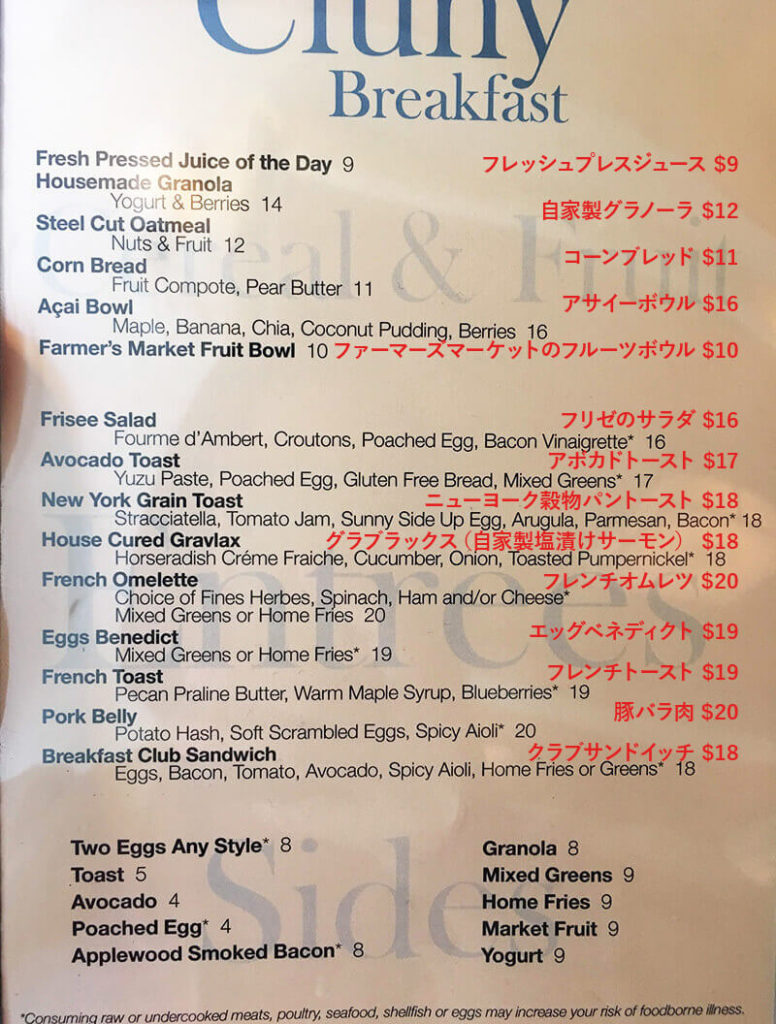 Cluny
Breakfast
Fresh Pressed Juice of the Day 9 フレッシュプレスジュース $9
Housemade Granola
Yogurt & Berries 14 自家製グラノーラ $12
Steel Cut Oatmeal
Nuts & Fruit 12
Cereal & Fruit
Corn Bread コーンブレッド $11
Fruit Compote, Pear Butter 11
Açai Bowl アサイーボウル $16
Maple, Banana, Chia, Coconut Pudding, Berries 16
Farmer's Market Fruit Bowl 10 ファーマーズマーケットのフルーツボウル $10
Frisee Salad フリゼのサラダ $16
Fourme d'Ambert, Croutons, Poached Egg, Bacon Vinaigrette* 16
Avocado Toast アボカドトースト $17
Yuzu Paste, Poached Egg, Gluten Free Bread, Mixed Greens* 17
New York Grain Toast ニューヨーク穀物パントースト $18
Stracciatella, Tomato Jam, Sunny Side Up Egg, Arugula, Parmesan, Bacon* 18
House Cured Gravlax グラブラックス（自家製塩漬けサーモン） $18
Horseradish Créme Fraiche, Cucumber, Onion, Toasted Pumpernickel* 18
French Omelette フレンチオムレツ $20
Choice of Fines Herbes, Spinach, Ham and/or Cheese*
Mixed Greens or Home Fries 20
Entrees
Eggs Benedict エッグベネディクト $19
Mixed Greens or Home Fries* 19
French Toast フレンチトースト $19
Pecan Praline Butter, Warm Maple Syrup, Blueberries* 19
Pork Belly 豚バラ肉 $20
Potato Hash, Soft Scrambled Eggs, Spicy Aioli* 20
Breakfast Club Sandwich クラブサンドイッチ $18
Eggs, Bacon, Tomato, Avocado, Spicy Aioli, Home Fries or Greens* 18
Sides
Two Eggs Any Style* 8
Toast 5
Avocado 4
Poached Egg* 4
Applewood Smoked Bacon* 8
Granola 8
Mixed Greens 9
Home Fries 9
Market Fruit 9
Yogurt 9
*Consuming raw or undercooked meats, poultry, seafood, shellfish or eggs may increase your risk of foodborne illness.